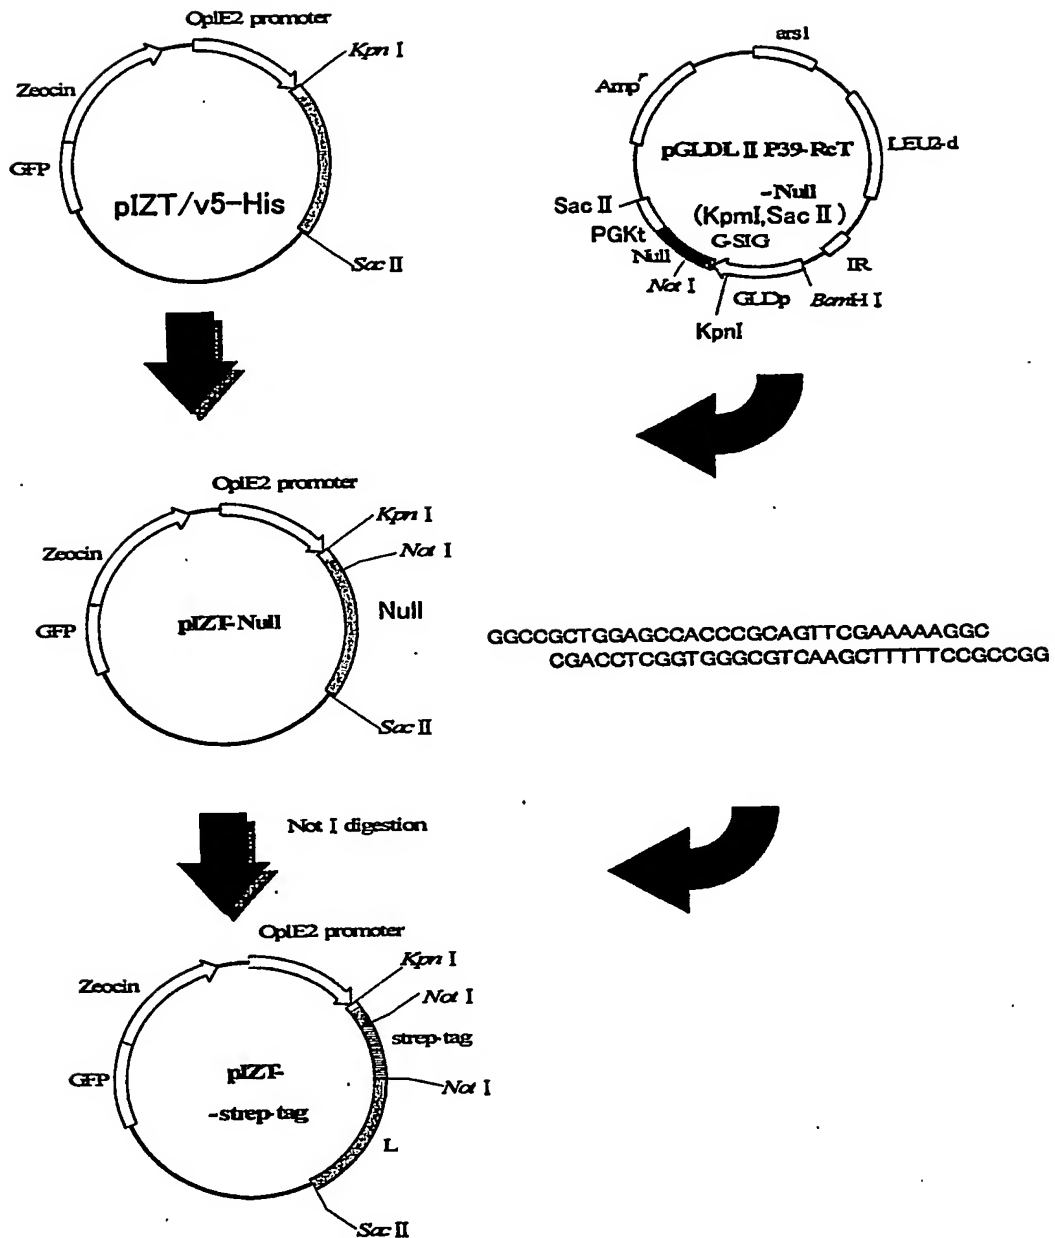 OpIE2 promoter
Kpn I
Zeocin
GFP
pIZT/v5-His
Sac II
ars1
Amp^r
pGLDL II P39-RcT
LEU2-d
-Null
(KpmI,Sac II)
Sac II
PGKt
G-SIG
Null
IR
Not I
GLDp
BamH I
KpnI
OpIE2 promoter
Kpn I
Not I
Zeocin
Null
GFP
pIZT-Null
GGCCGCTGGAGCCACCCGCAGTTCGAAAAAGGC
CGACCTCGGTGGGCGTCAAGCTTTTTCCGCCGG
Sac II
Not I digestion
OpIE2 promoter
Kpn I
Zeocin
Not I
strep-tag
GFP
pIZT-
Not I
-strep-tag
L
Sac II